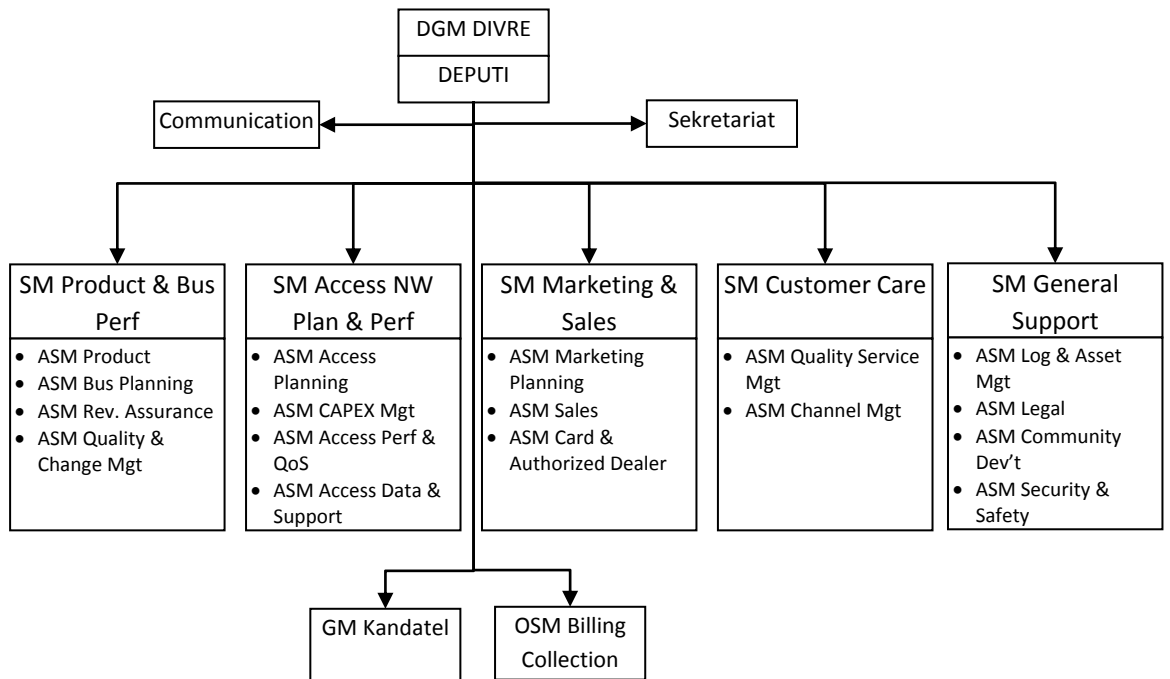 DGM DIVRE
DEPUTI
Communication
Sekretariat
SM Product & Bus
Perf
• ASM Product
• ASM Bus Planning
• ASM Rev. Assurance
• ASM Quality &
Change Mgt
SM Access NW
Plan & Perf
• ASM Access
Planning
• ASM CAPEX Mgt
• ASM Access Perf &
QoS
• ASM Access Data &
Support
SM Marketing &
Sales
• ASM Marketing
Planning
• ASM Sales
• ASM Card &
Authorized Dealer
SM Customer Care
• ASM Quality Service
Mgt
• ASM Channel Mgt
SM General
Support
• ASM Log & Asset
Mgt
• ASM Legal
• ASM Community
Dev’t
• ASM Security &
Safety
GM Kandatel
OSM Billing
Collection